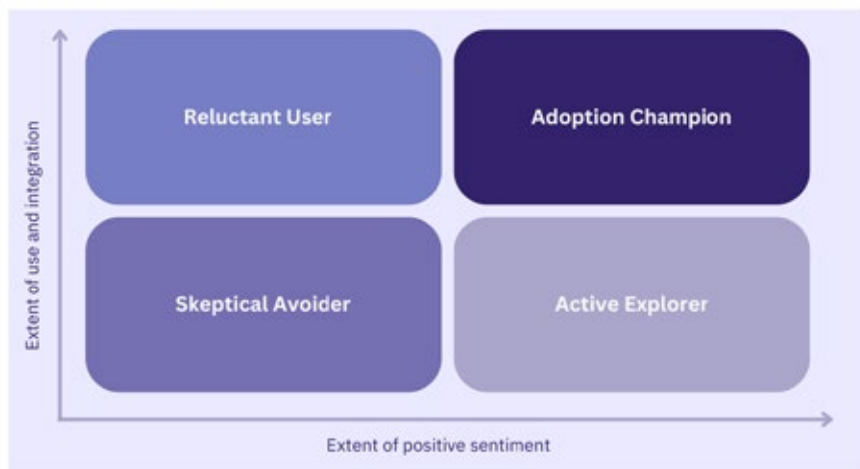 Extent of use and integration
Reluctant User
Adoption Champion
Skeptical Avoider
Active Explorer
Extent of positive sentiment